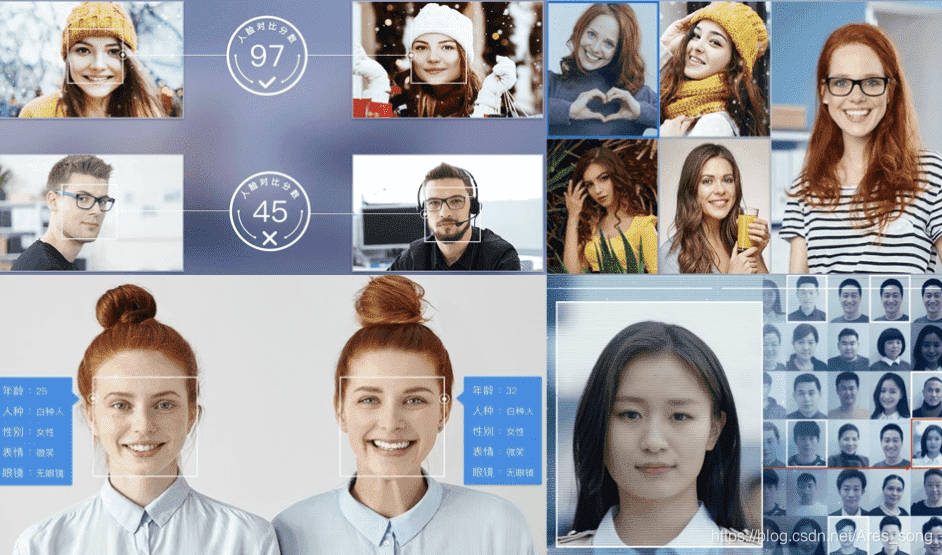 人脸对比分数
97
人脸对比分数
45
年龄：25
人种：白种人
性别：女性
表情：微笑
眼镜：无眼镜
年龄：32
人种：白种人
性别：女性
表情：微笑
眼镜：无眼镜
https://blog.csdn.net/Ares_song